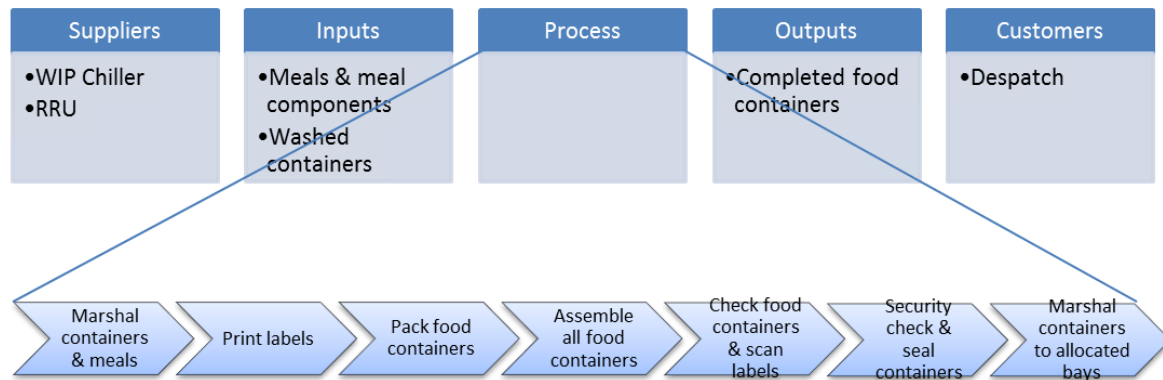 Suppliers
•WIP Chiller
•RRU
Inputs
•Meals & meal
components
•Washed
containers
Process
Outputs
•Completed food
containers
Customers
•Despatch
Marshal
containers
& meals
Print labels
Pack food
containers
Assemble
all food
containers
Check food
containers
& scan
labels
Security
check &
seal
containers
Marshal
containers
to allocated
bays